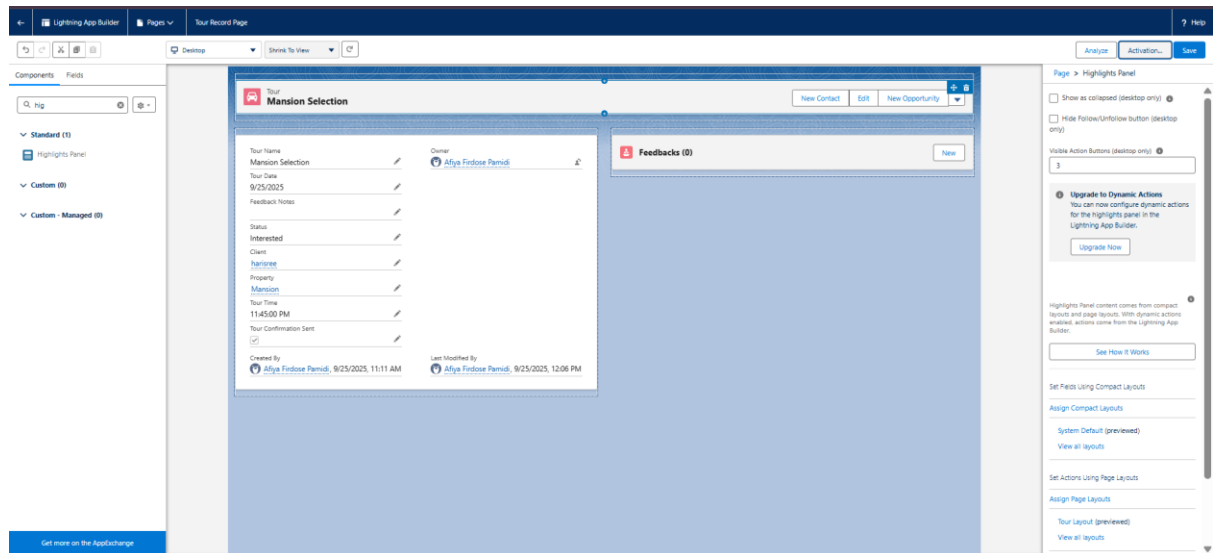 Lightning App Builder
Pages
Tour Record Page
? Help
Desktop
Shrink To View
Analyze
Activation...
Save
Components
Fields
hig
Standard (1)
Highlights Panel
Custom (0)
Custom - Managed (0)
Get more on the AppExchange
Tour
Mansion Selection
New Contact
Edit
New Opportunity
Tour Name
Mansion Selection
Owner
Afiya Firdose Pamidi
Tour Date
9/25/2025
Feedback Notes
Status
Interested
Client
harisree
Property
Mansion
Tour Time
11:45:00 PM
Tour Confirmation Sent
Created By
Afiya Firdose Pamidi, 9/25/2025, 11:11 AM
Last Modified By
Afiya Firdose Pamidi, 9/25/2025, 12:06 PM
Feedbacks (0)
New
Page > Highlights Panel
Show as collapsed (desktop only)
Hide Follow/Unfollow button (desktop
only)
Visible Action Buttons (desktop only)
3
Upgrade to Dynamic Actions
You can now configure dynamic actions
for the highlights panel in the
Lightning App Builder.
Upgrade Now
Highlights Panel content comes from compact
layouts and page layouts. With dynamic actions
enabled, actions come from the Lightning App
Builder.
See How It Works
Set Fields Using Compact Layouts
Assign Compact Layouts
System Default (previewed)
View all layouts
Set Actions Using Page Layouts
Assign Page Layouts
Tour Layout (previewed)
View all layouts